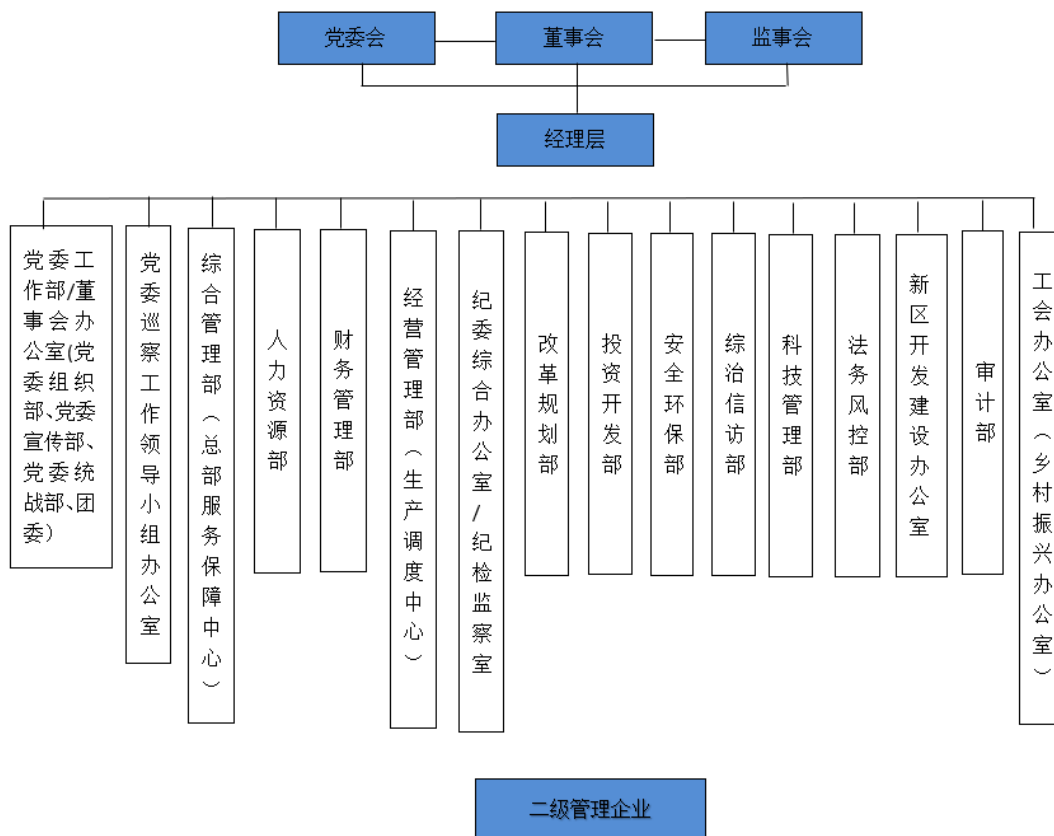 党委会
董事会
监事会
经理层
党委工
作部/董
事会办
公室(党
委组织
部、党委
宣传部、
党委统
战部、团
委）
党委巡察工作领导小组办公室
综合管理部（总部服务保障中心）
人力资源部
财务管理部
经营管理部（生产调度中心）
纪委综合办公室/纪检监察室
改革规划部
投资开发部
安全环保部
综治信访部
科技管理部
法务风控部
新区开发建设办公室
审计部
工会办公室（乡村振兴办公室）
二级管理企业